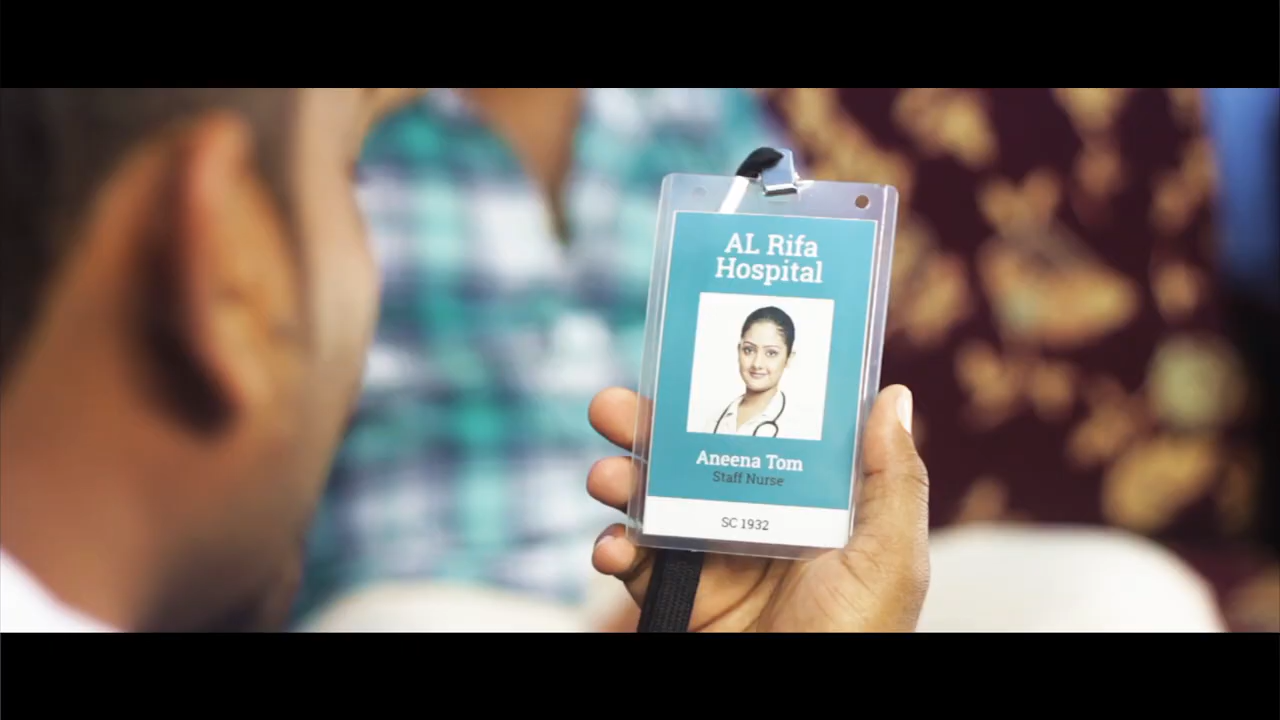 AL Rifa
Hospital
Aneena Tom
Staff Nurse
SC 1932